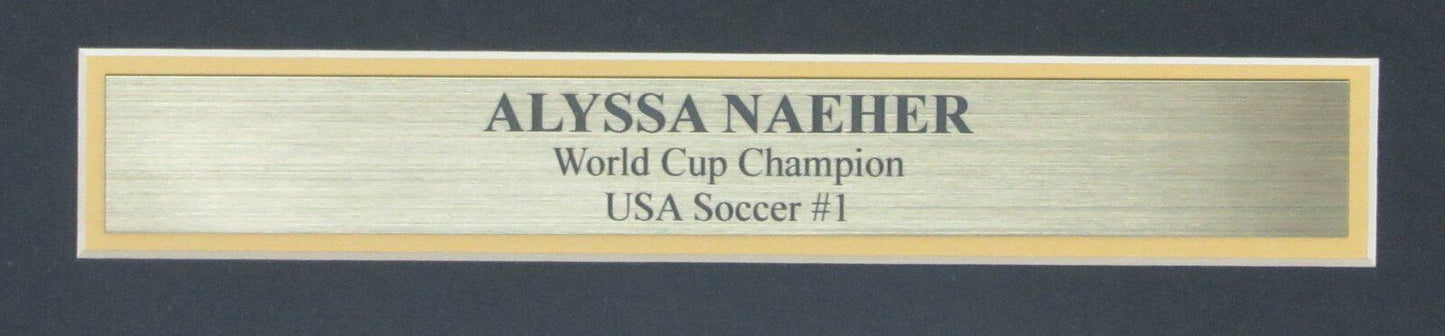 ALYSSA NAEHER
World Cup Champion
USA Soccer #1